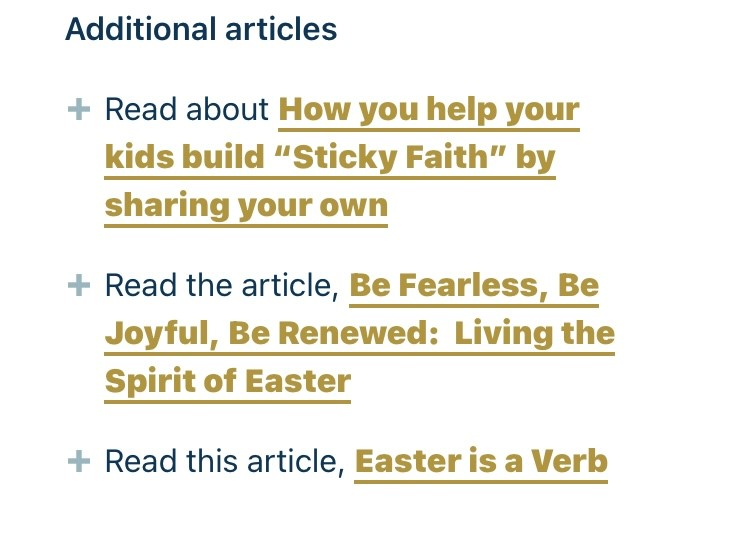 Additional articles
+ Read about How you help your
kids build “Sticky Faith” by
sharing your own
+ Read the article, Be Fearless, Be
Joyful, Be Renewed:  Living the
Spirit of Easter
+ Read this article, Easter is a Verb